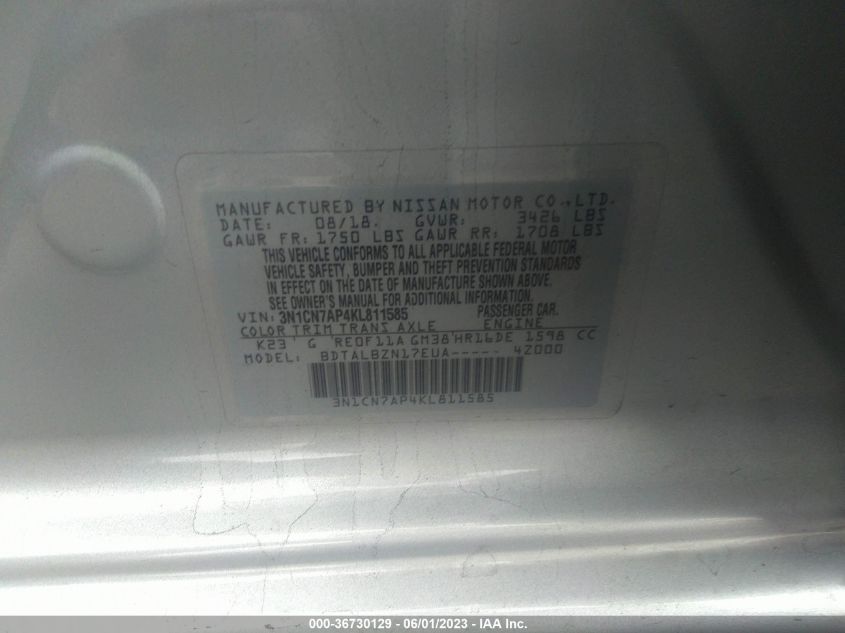 MANUFACTURED BY NISSAN MOTOR CO.,LTD.
DATE: 08/18. GVWR: 3426 LBS
GAWR FR: 1750 LBS GAWR RR: 1708 LBS
THIS VEHICLE CONFORMS TO ALL APPLICABLE FEDERAL MOTOR
VEHICLE SAFETY, BUMPER AND THEFT PREVENTION STANDARDS
IN EFFECT ON THE DATE OF MANUFACTURE SHOWN ABOVE.
SEE OWNER'S MANUAL FOR ADDITIONAL INFORMATION.
VIN: 3N1CN7AP4KL811585 PASSENGER CAR.
COLOR TRIM TRANS AXLE ENGINE
K23 G RE0F11A GM38 HR16DE 1598 CC
MODEL: BDTALBZN17EUA----- 4Z000
3N1CN7AP4KL811585
000-36730129 - 06/01/2023 - IAA Inc.